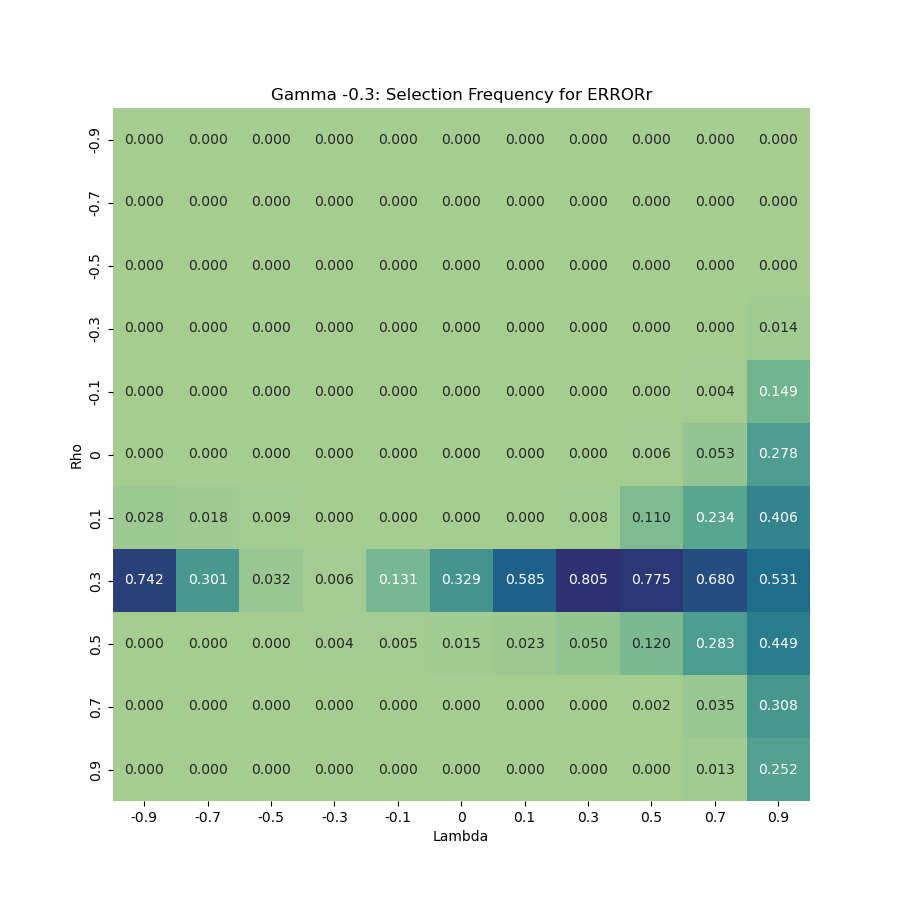 Gamma -0.3: Selection Frequency for ERRORr
-0.9 0.000 0.000 0.000 0.000 0.000 0.000 0.000 0.000 0.000 0.000 0.000
-0.7 0.000 0.000 0.000 0.000 0.000 0.000 0.000 0.000 0.000 0.000 0.000
-0.5 0.000 0.000 0.000 0.000 0.000 0.000 0.000 0.000 0.000 0.000 0.000
-0.3 0.000 0.000 0.000 0.000 0.000 0.000 0.000 0.000 0.000 0.000 0.014
-0.1 0.000 0.000 0.000 0.000 0.000 0.000 0.000 0.000 0.000 0.004 0.149
Rho
0 0.000 0.000 0.000 0.000 0.000 0.000 0.000 0.000 0.006 0.053 0.278
0.1 0.028 0.018 0.009 0.000 0.000 0.000 0.000 0.008 0.110 0.234 0.406
0.3 0.742 0.301 0.032 0.006 0.131 0.329 0.585 0.805 0.775 0.680 0.531
0.5 0.000 0.000 0.000 0.004 0.005 0.015 0.023 0.050 0.120 0.283 0.449
0.7 0.000 0.000 0.000 0.000 0.000 0.000 0.000 0.000 0.002 0.035 0.308
0.9 0.000 0.000 0.000 0.000 0.000 0.000 0.000 0.000 0.000 0.013 0.252
-0.9 -0.7 -0.5 -0.3 -0.1 0 0.1 0.3 0.5 0.7 0.9
Lambda